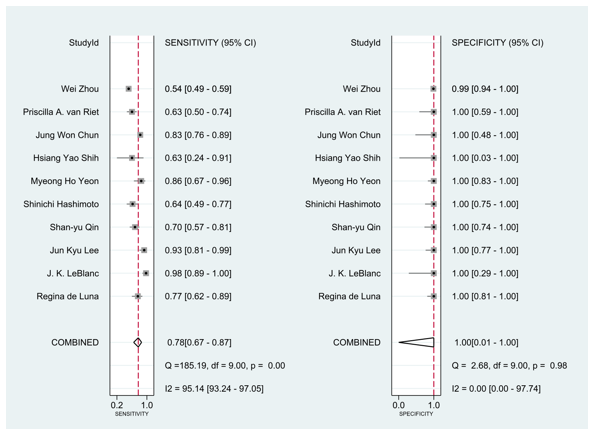 StudyId SENSITIVITY (95% CI) StudyId SPECIFICITY (95% CI)
Wei Zhou 0.54 [0.49 - 0.59] Wei Zhou 0.99 [0.94 - 1.00]
Priscilla A. van Riet 0.63 [0.50 - 0.74] Priscilla A. van Riet 1.00 [0.59 - 1.00]
Jung Won Chun 0.83 [0.76 - 0.89] Jung Won Chun 1.00 [0.48 - 1.00]
Hsiang Yao Shih 0.63 [0.24 - 0.91] Hsiang Yao Shih 1.00 [0.03 - 1.00]
Myeong Ho Yeon 0.86 [0.67 - 0.96] Myeong Ho Yeon 1.00 [0.83 - 1.00]
Shinichi Hashimoto 0.64 [0.49 - 0.77] Shinichi Hashimoto 1.00 [0.75 - 1.00]
Shan-yu Qin 0.70 [0.57 - 0.81] Shan-yu Qin 1.00 [0.74 - 1.00]
Jun Kyu Lee 0.93 [0.81 - 0.99] Jun Kyu Lee 1.00 [0.77 - 1.00]
J. K. LeBlanc 0.98 [0.89 - 1.00] J. K. LeBlanc 1.00 [0.29 - 1.00]
Regina de Luna 0.77 [0.62 - 0.89] Regina de Luna 1.00 [0.81 - 1.00]
COMBINED 0.78[0.67 - 0.87] COMBINED 1.00[0.01 - 1.00]
Q =185.19, df = 9.00, p = 0.00 Q = 2.68, df = 9.00, p = 0.98
I2 = 95.14 [93.24 - 97.05] I2 = 0.00 [0.00 - 97.74]
0.2 1.0 0.0 1.0
SENSITIVITY SPECIFICITY